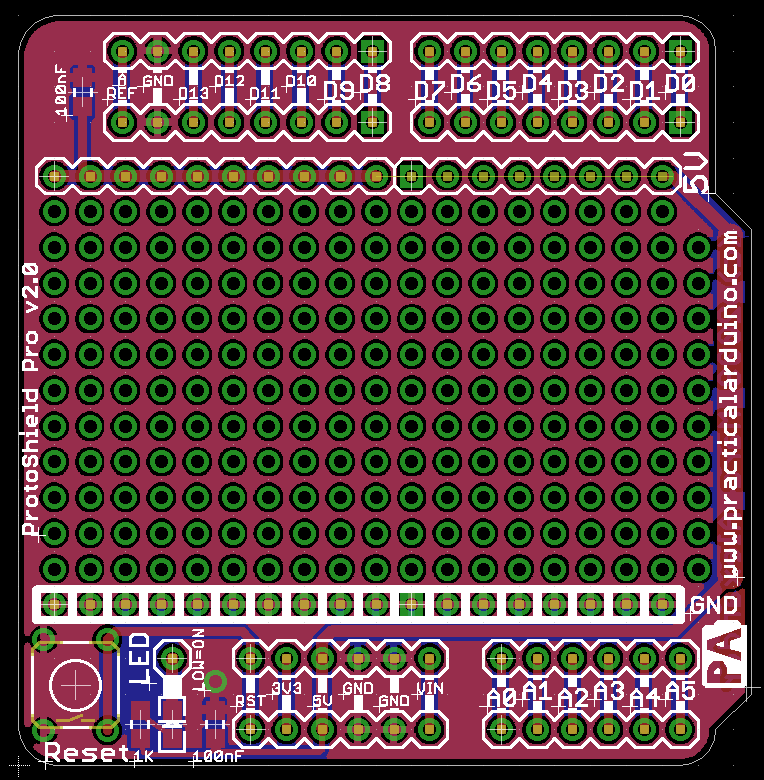 100nF
A GND D12 D10
REF D13 D11 D9 D8
D7 D6 D5 D4 D3 D2 D1 D0
5V
ProtoShield Pro v2.0
www.practicalarduino.com
GND
PA
LED
LOW=ON
RST 3V3 5V GND GND VIN
A0 A1 A2 A3 A4 A5
Reset
1K
100nF